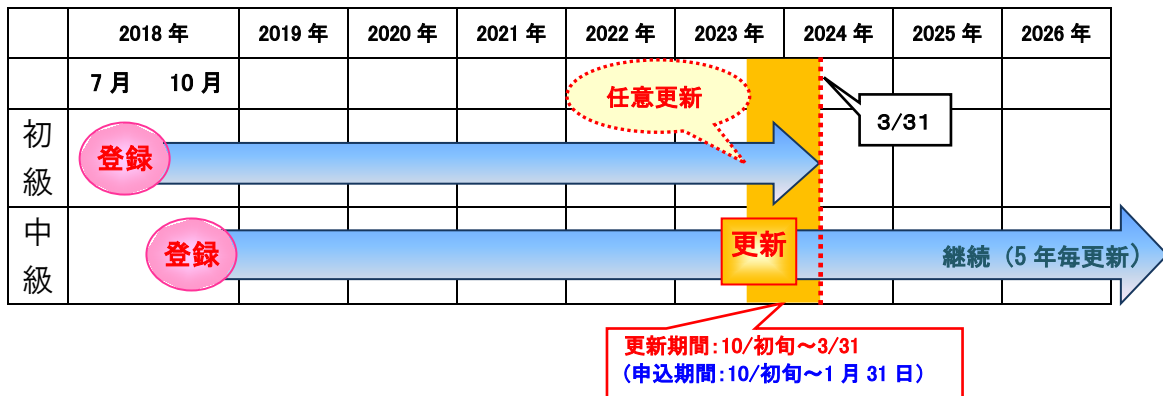 2018 年 2019 年 2020 年 2021 年 2022 年 2023 年 2024 年 2025 年 2026 年
7 月 10 月
任意更新
3/31
初級
登録
中級
登録
更新
継続（5 年毎更新）
更新期間：10/初旬～3/31
（申込期間：10/初旬～1 月 31 日）